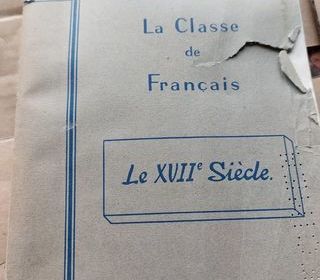 La Classe
de
Français
Le XVIIe Siècle.